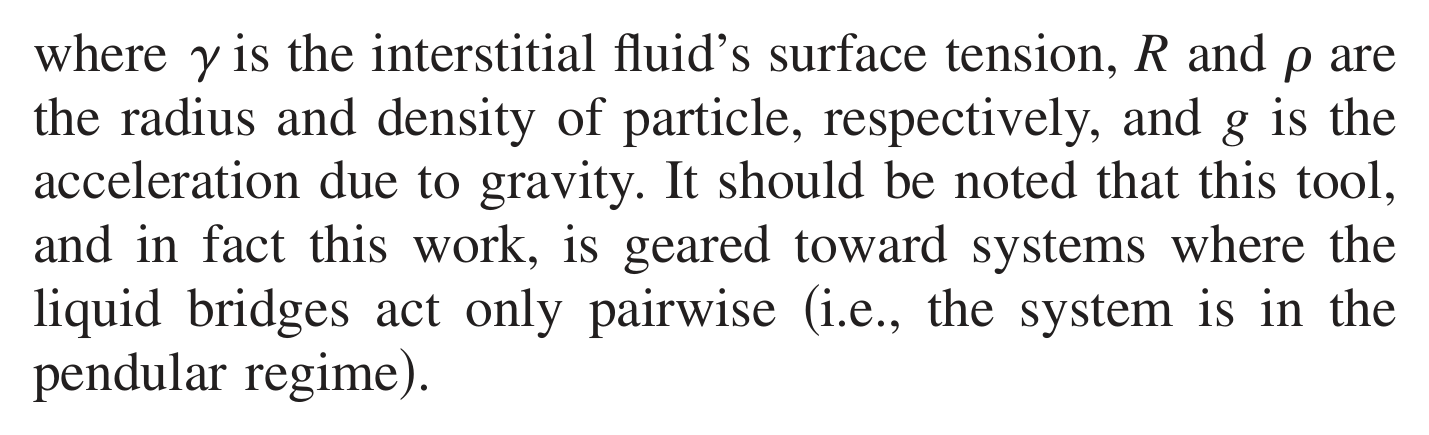 where γ is the interstitial fluid’s surface tension, R and ρ are
the radius and density of particle, respectively, and g is the
acceleration due to gravity. It should be noted that this tool,
and in fact this work, is geared toward systems where the
liquid bridges act only pairwise (i.e., the system is in the
pendular regime).